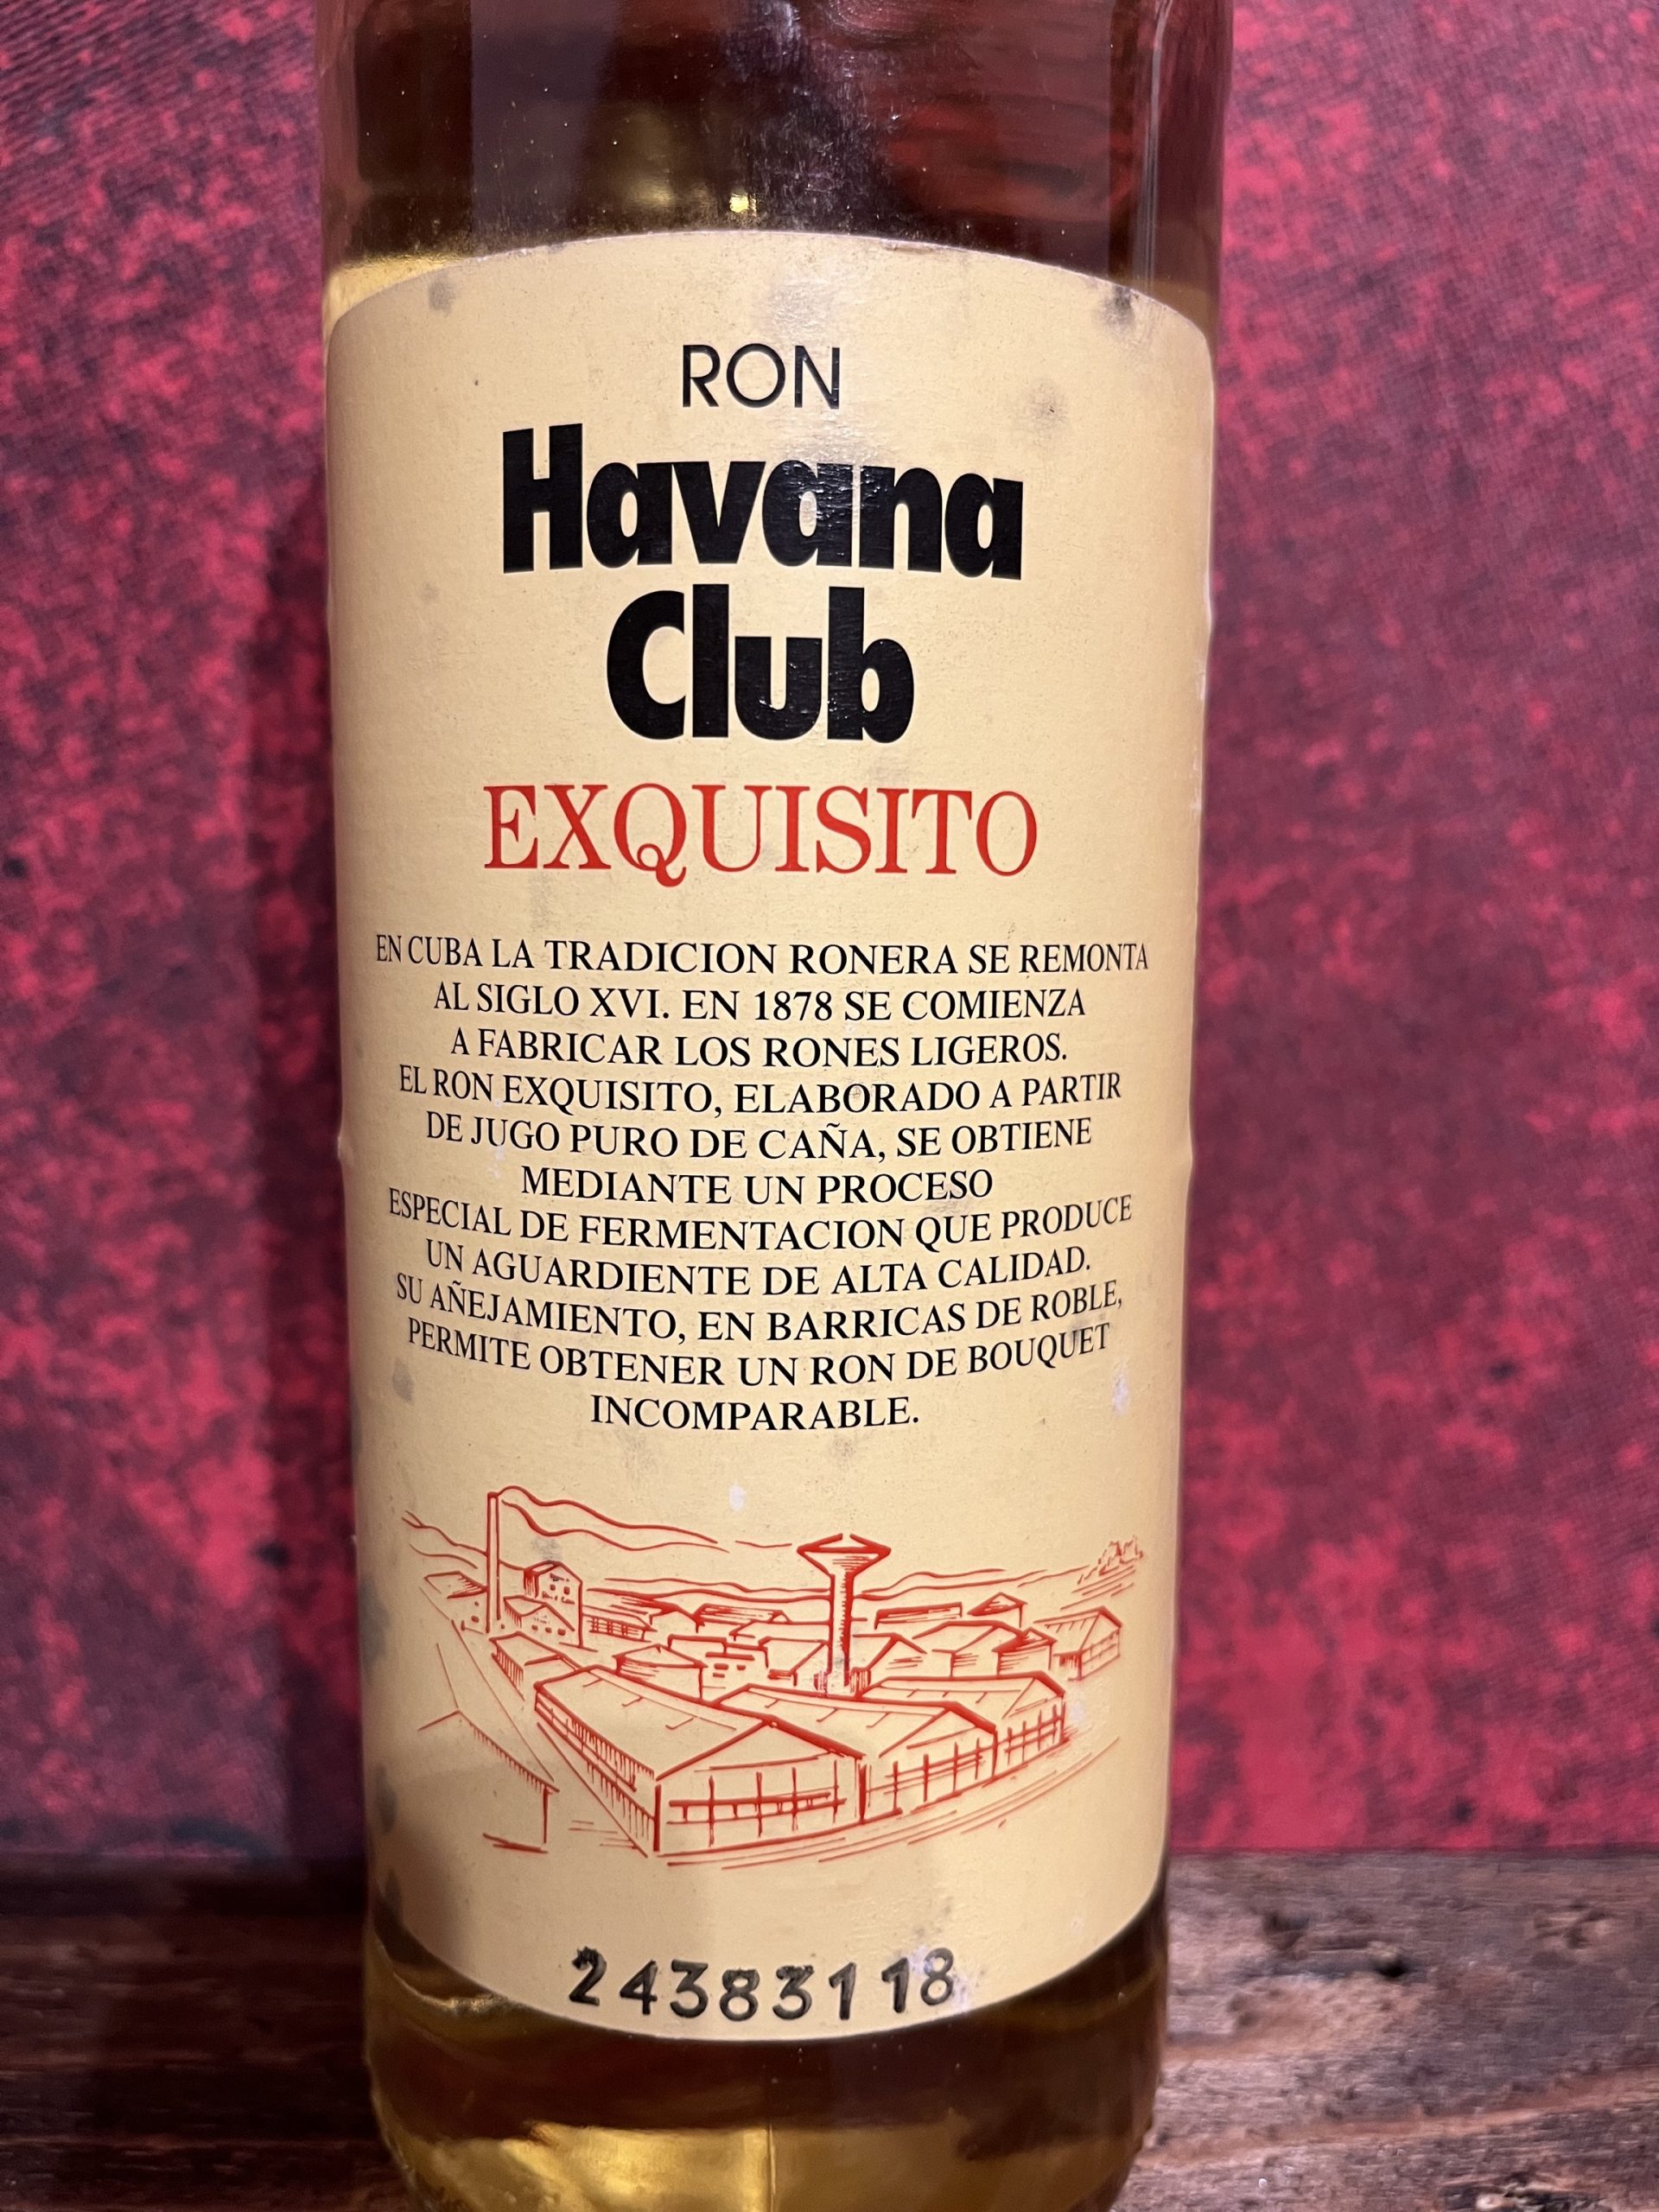 RON
Havana
Club
EXQUISITO
EN CUBA LA TRADICION RONERA SE REMONTA
AL SIGLO XVI. EN 1878 SE COMIENZA
A FABRICAR LOS RONES LIGEROS.
EL RON EXQUISITO, ELABORADO A PARTIR
DE JUGO PURO DE CAÑA, SE OBTIENE
MEDIANTE UN PROCESO
ESPECIAL DE FERMENTACION QUE PRODUCE
UN AGUARDIENTE DE ALTA CALIDAD.
SU AÑEJAMIENTO, EN BARRICAS DE ROBLE,
PERMITE OBTENER UN RON DE BOUQUET
INCOMPARABLE.
24383118